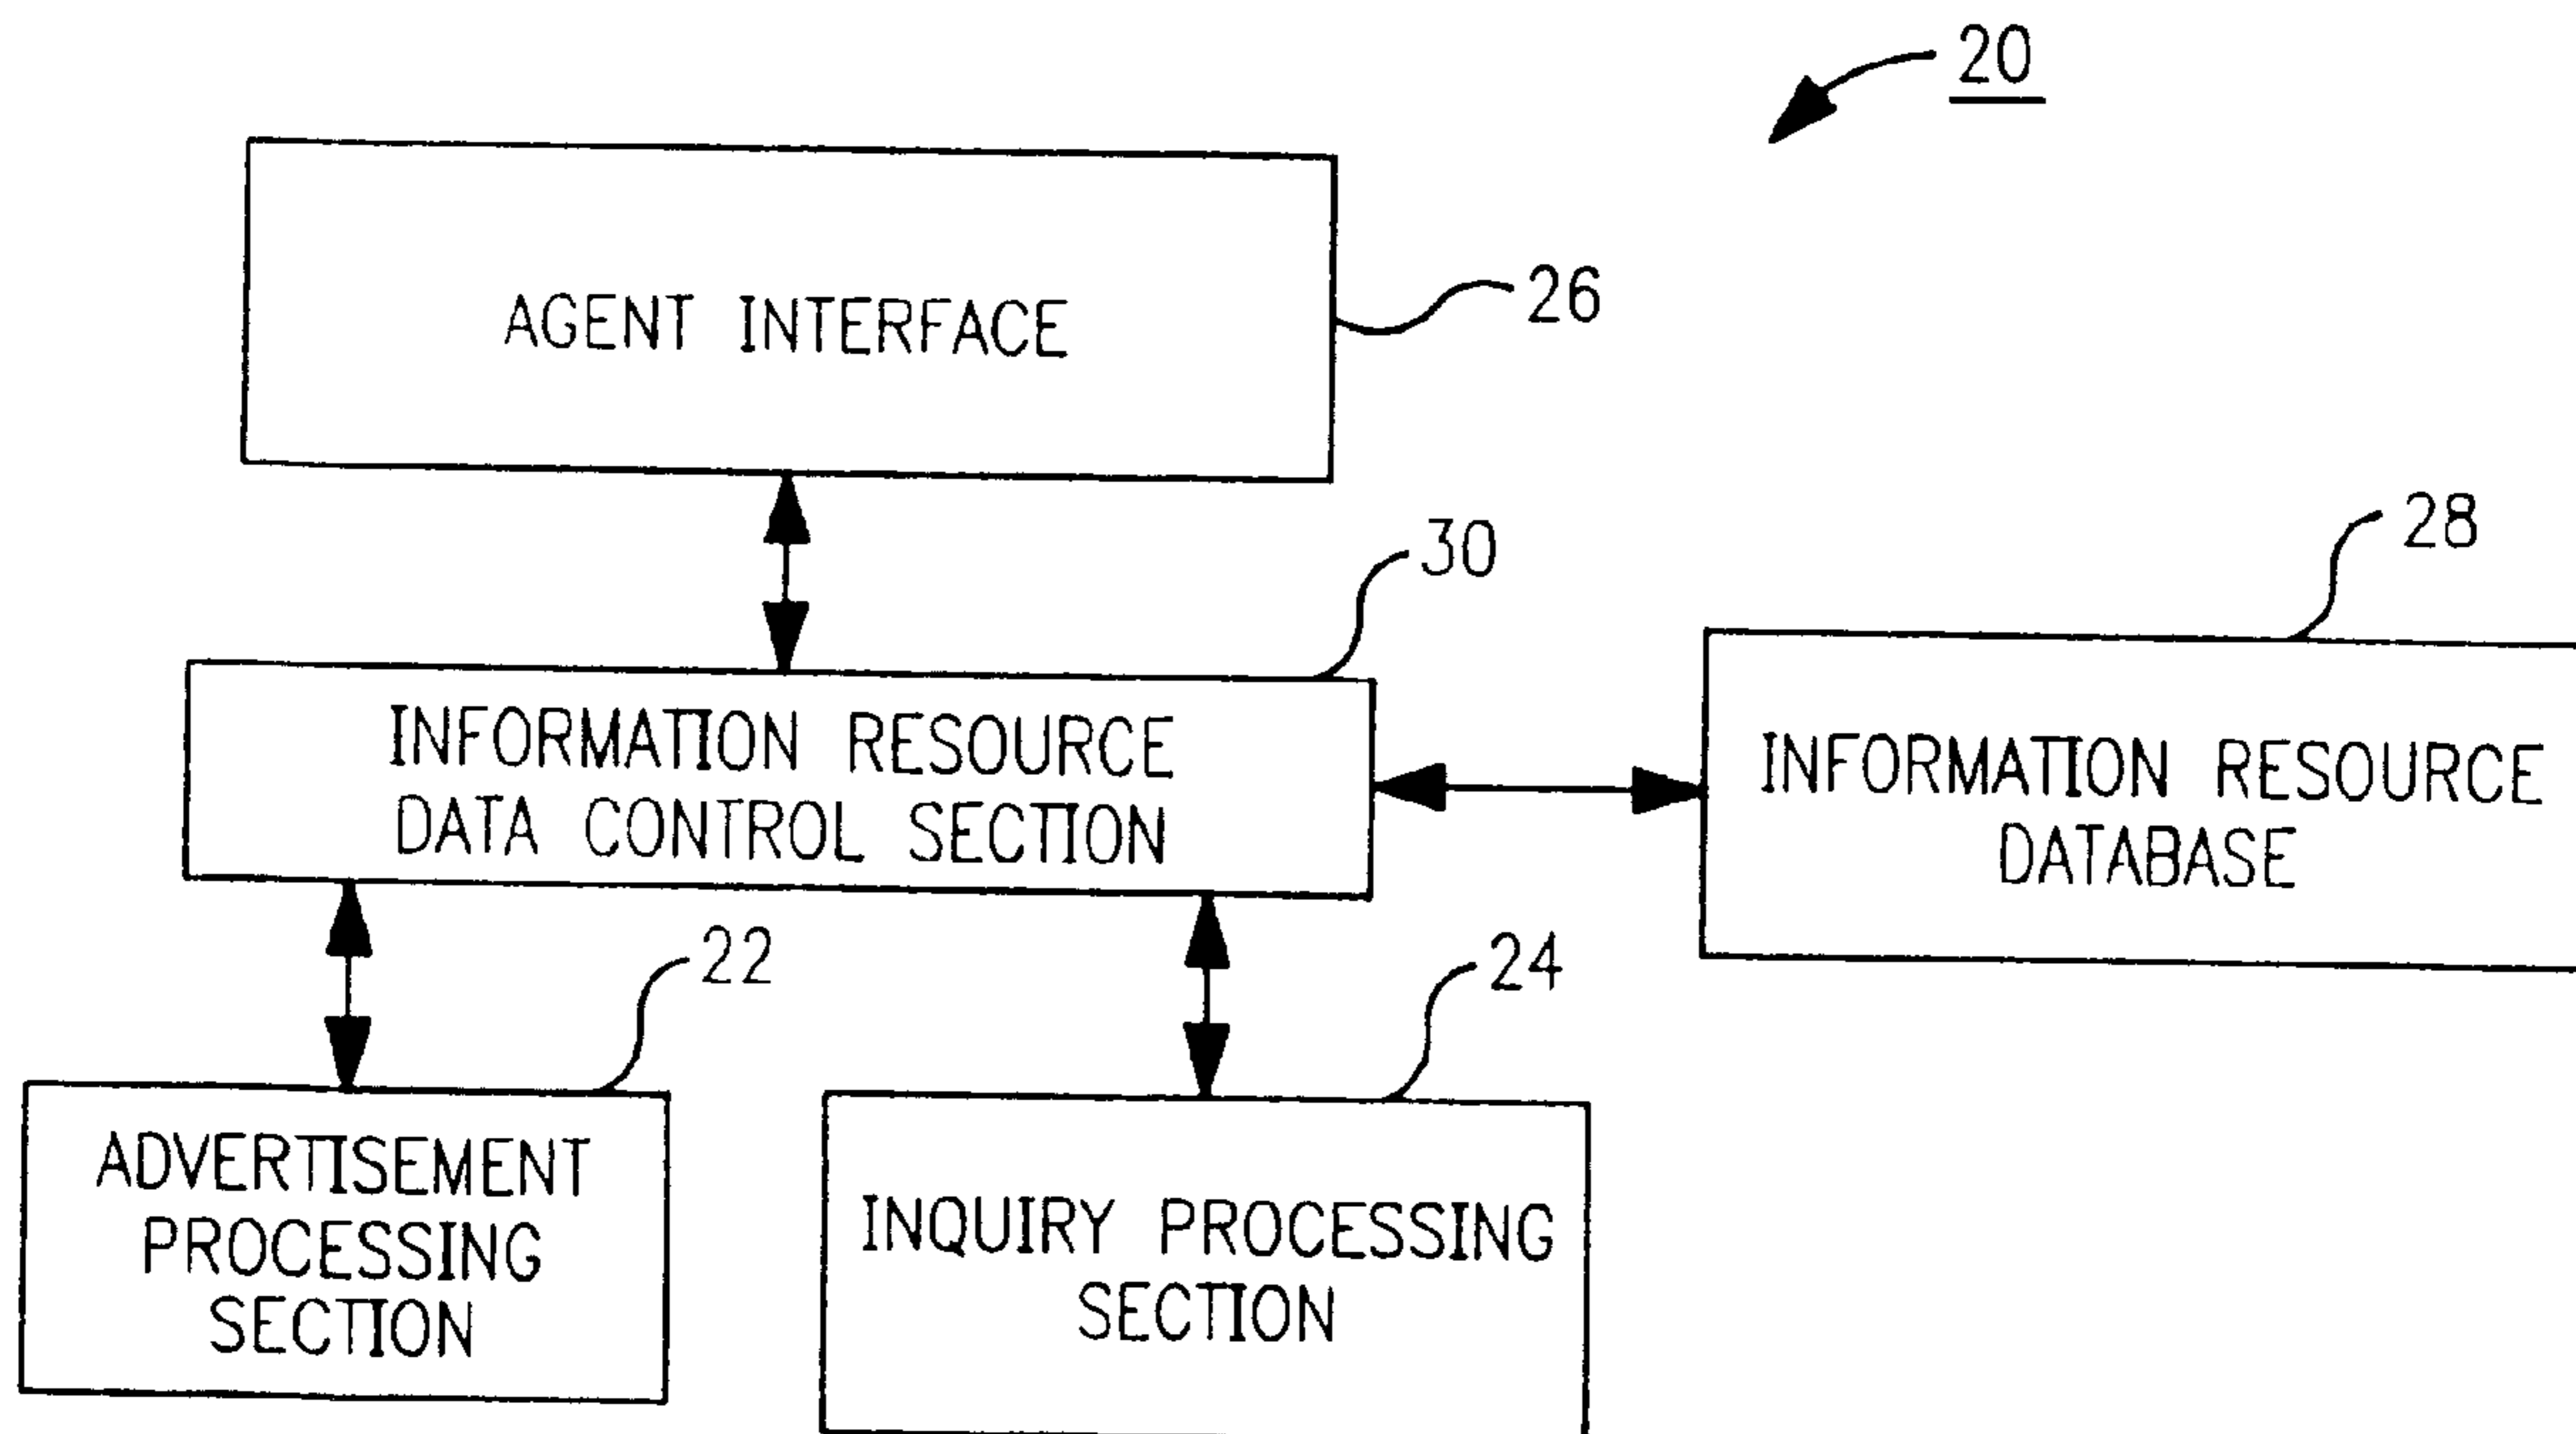 20
AGENT INTERFACE
26
30
28
INFORMATION RESOURCE
DATA CONTROL SECTION
INFORMATION RESOURCE
DATABASE
22
24
ADVERTISEMENT
PROCESSING
SECTION
INQUIRY PROCESSING
SECTION